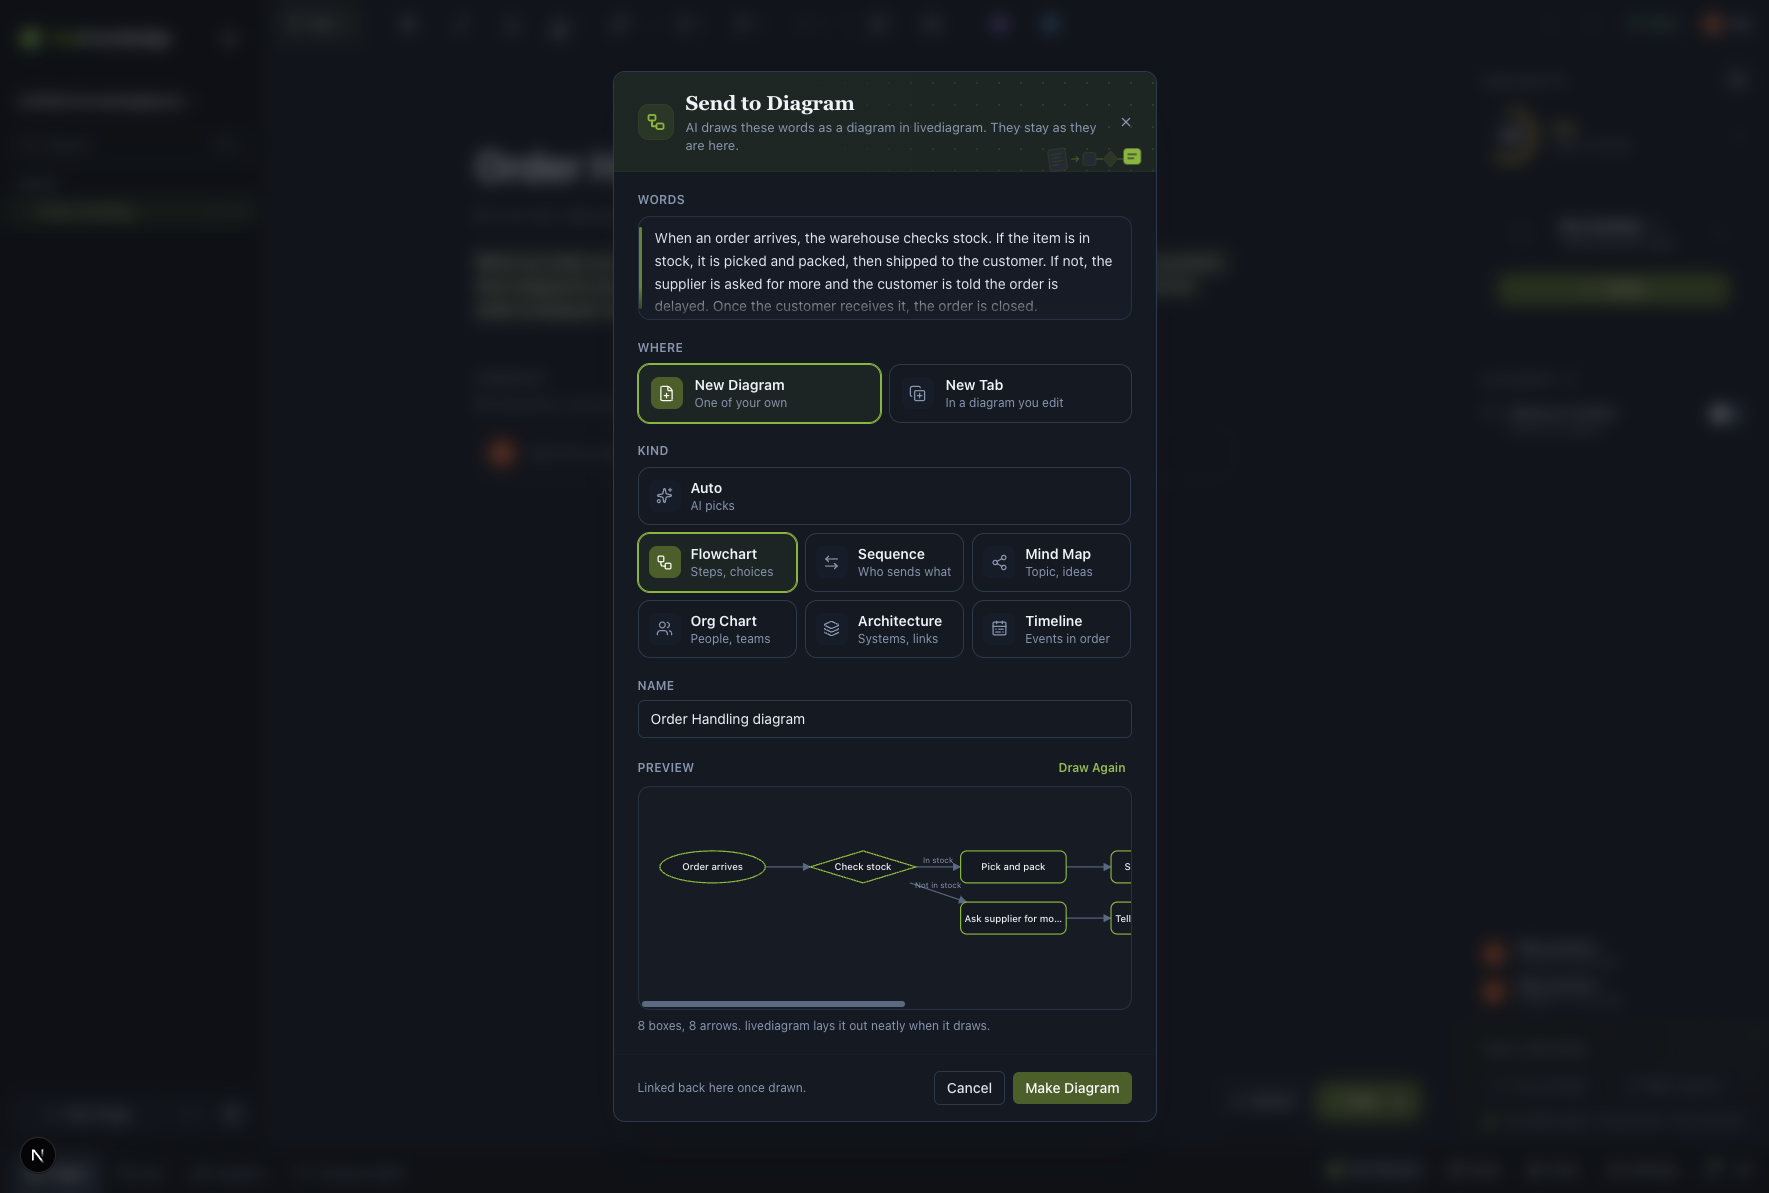 Send to Diagram
AI draws these words as a diagram in livediagram. They stay as they
are here.
WORDS
When an order arrives, the warehouse checks stock. If the item is in
stock, it is picked and packed, then shipped to the customer. If not, the
supplier is asked for more and the customer is told the order is
delayed. Once the customer receives it, the order is closed.
WHERE
New Diagram
One of your own
New Tab
In a diagram you edit
KIND
Auto
AI picks
Flowchart
Steps, choices
Sequence
Who sends what
Mind Map
Topic, ideas
Org Chart
People, teams
Architecture
Systems, links
Timeline
Events in order
NAME
Order Handling diagram
PREVIEW
Draw Again
Order arrives
Check stock
In stock
Pick and pack
S
Not in stock
Ask supplier for mo...
Tell
8 boxes, 8 arrows. livediagram lays it out neatly when it draws.
Linked back here once drawn.
Cancel
Make Diagram
N